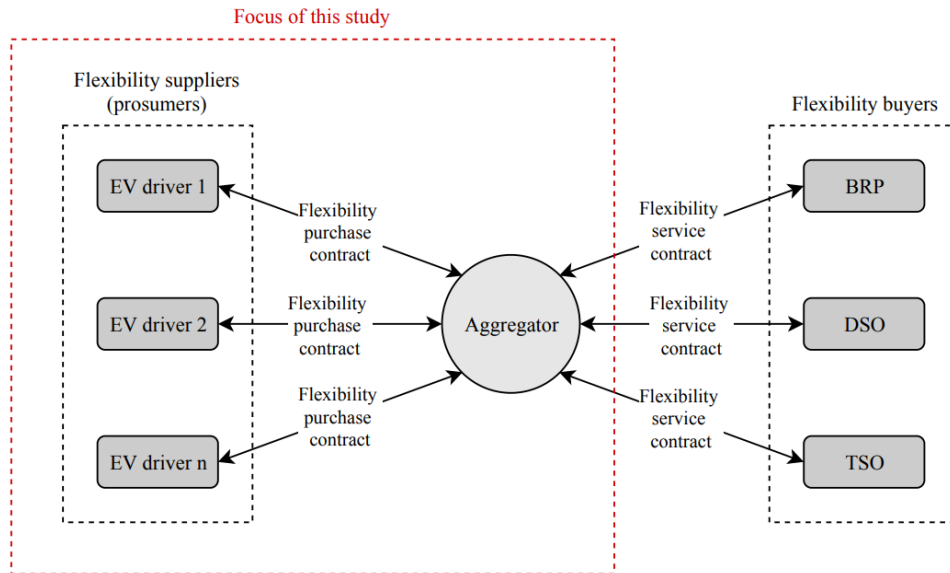 Focus of this study
Flexibility suppliers
(prosumers)
Flexibility buyers
EV driver 1
Flexibility
purchase
contract
Flexibility
service
contract
BRP
EV driver 2
Flexibility
purchase
contract
Aggregator
Flexibility
service
contract
DSO
Flexibility
purchase
contract
Flexibility
service
contract
EV driver n
TSO